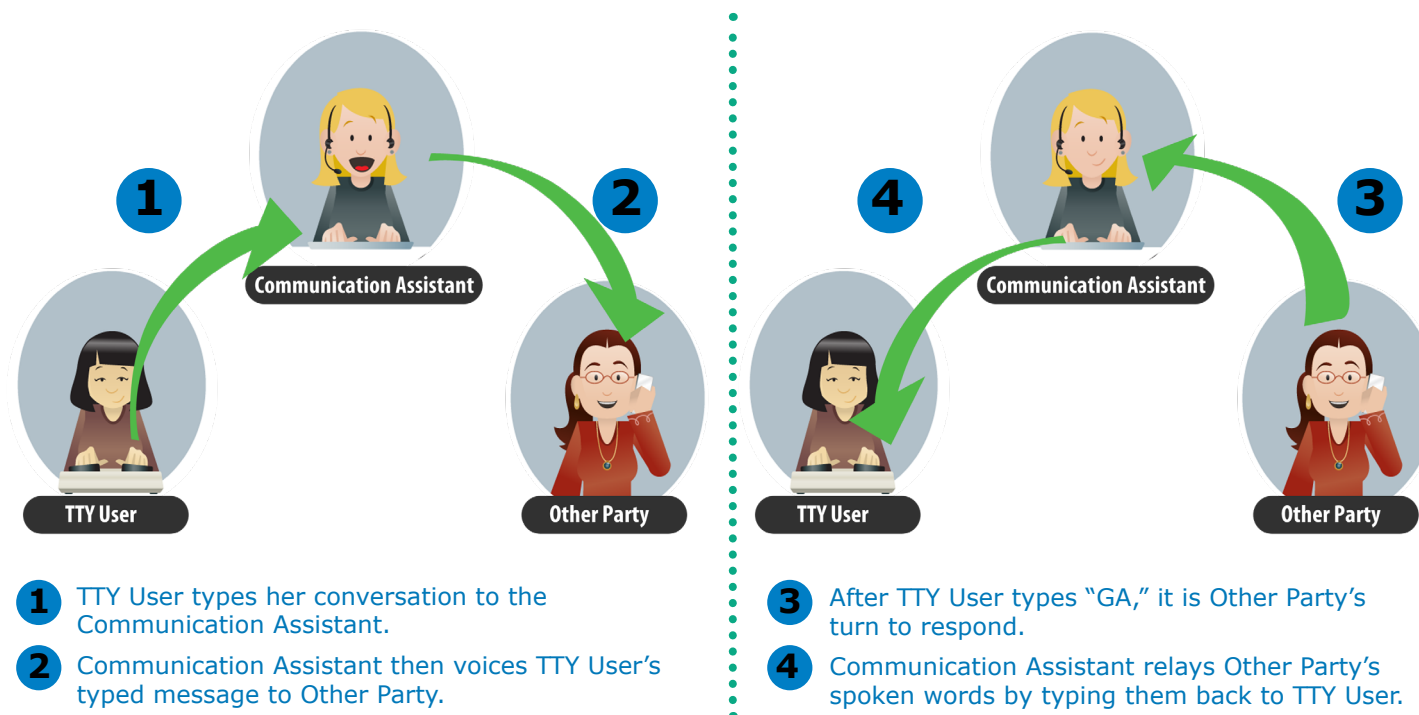 1
2
Communication Assistant
TTY User
Other Party
1 TTY User types her conversation to the
Communication Assistant.
2 Communication Assistant then voices TTY User’s
typed message to Other Party.
4
3
Communication Assistant
TTY User
Other Party
3 After TTY User types “GA,” it is Other Party’s
turn to respond.
4 Communication Assistant relays Other Party’s
spoken words by typing them back to TTY User.